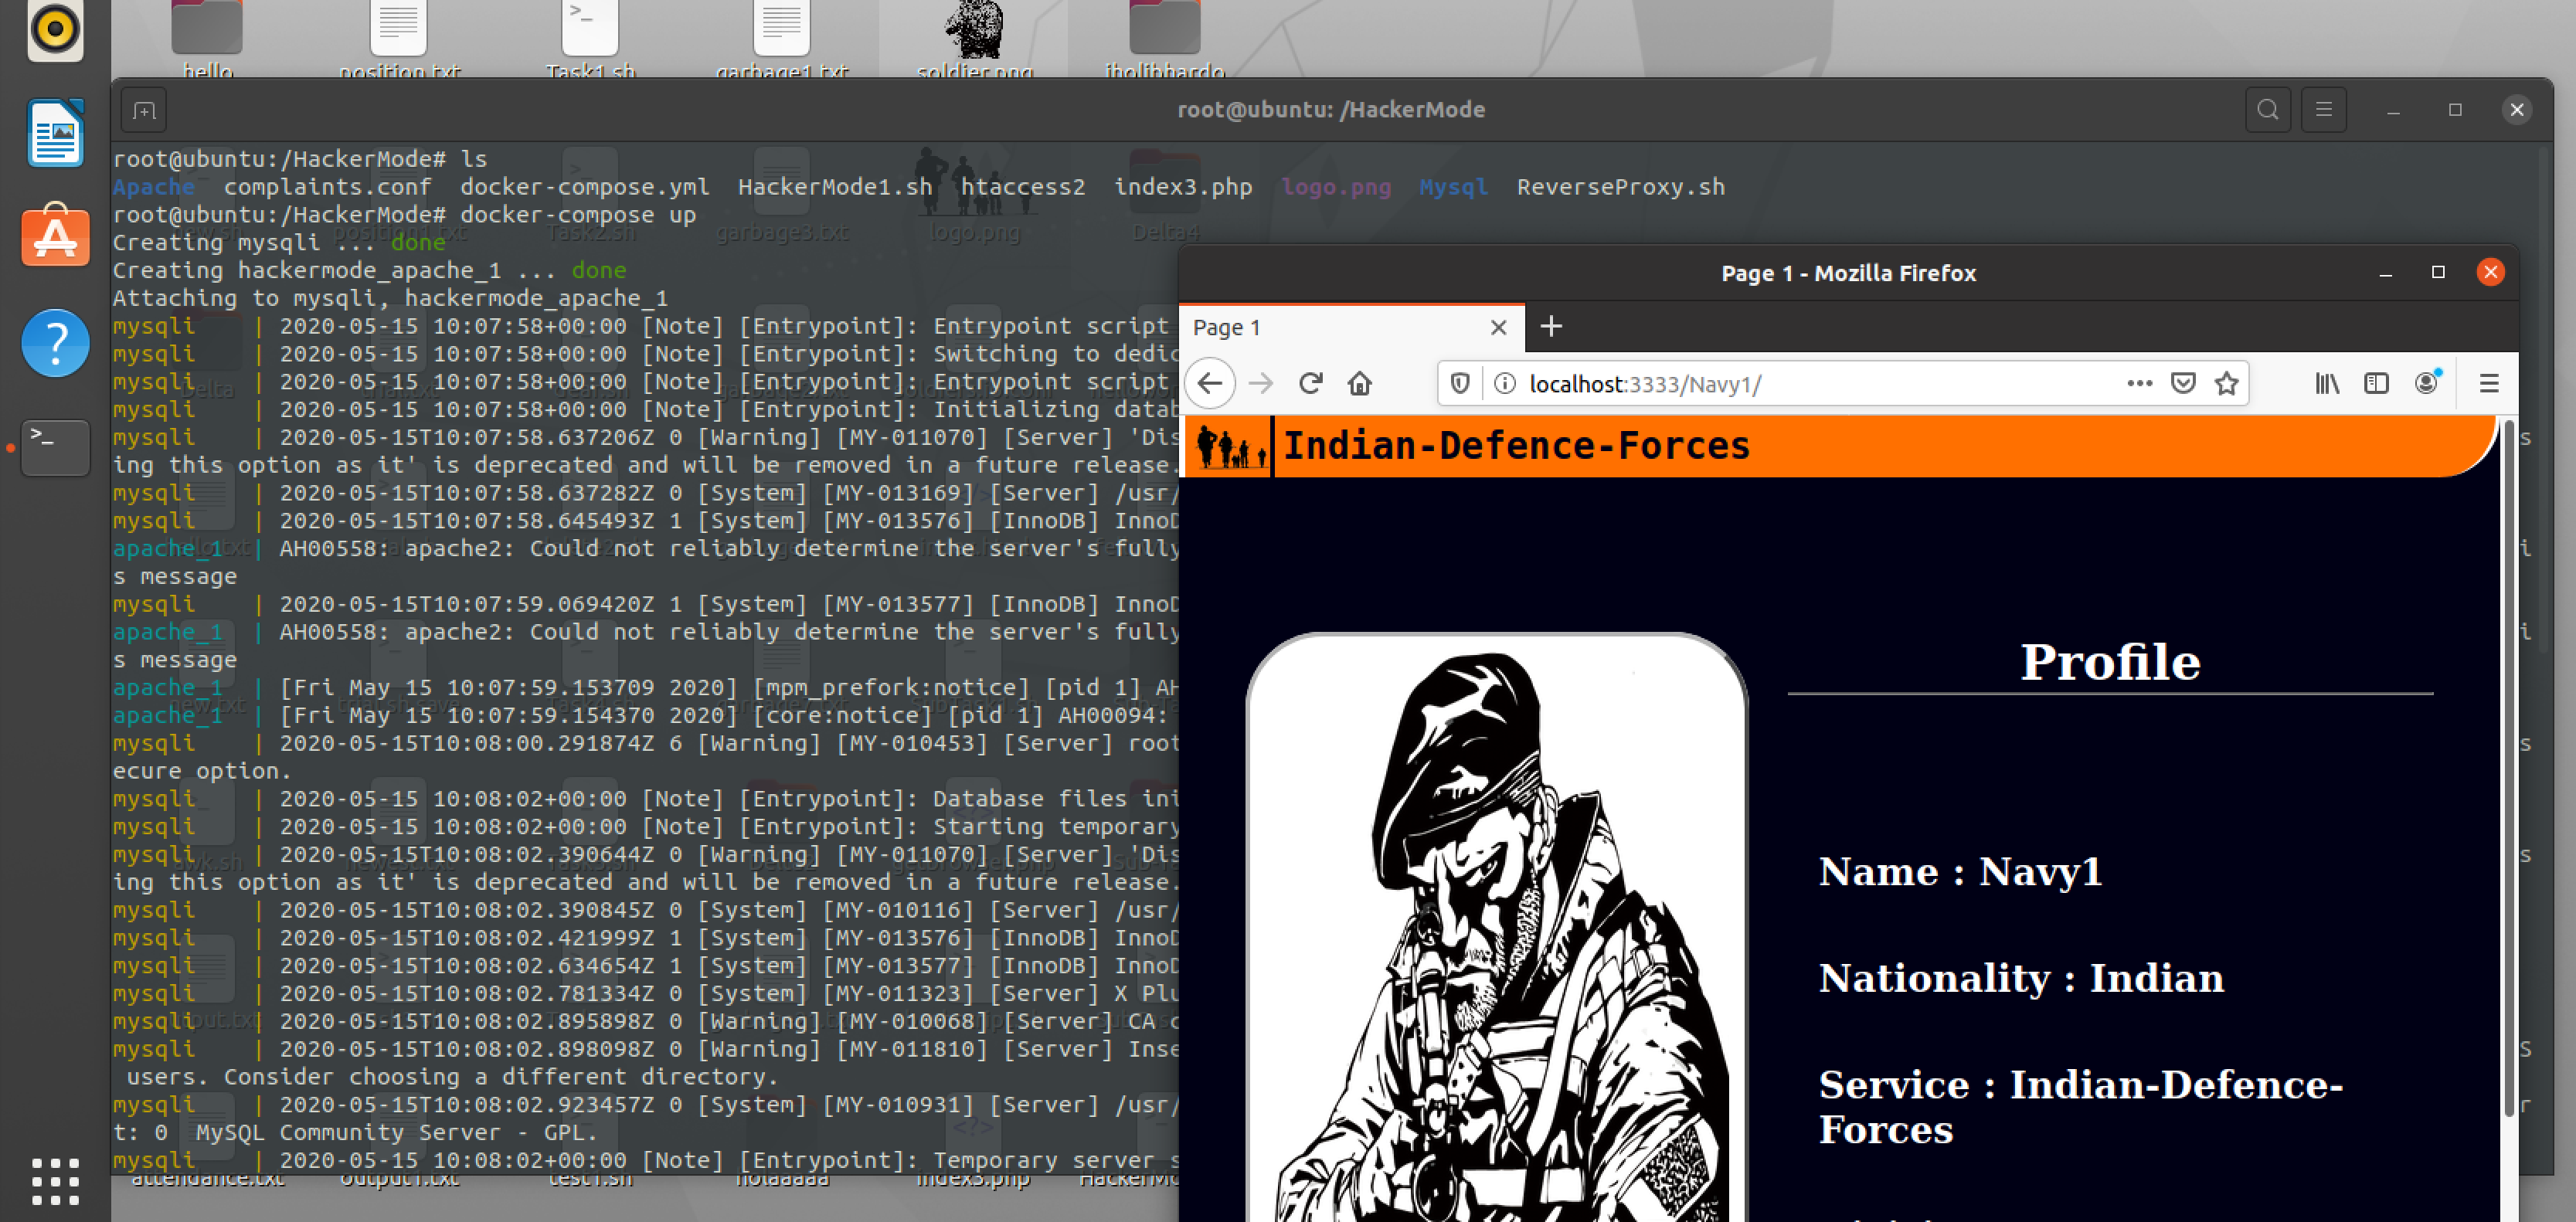 hello position.txt Task1.sh garbage1.txt soldier.png
root@ubuntu: /HackerMode
root@ubuntu:/HackerMode# ls
Apache complaints.conf docker-compose.yml HackerMode1.sh htaccess2 index3.php logo.png Mysql ReverseProxy.sh
root@ubuntu:/HackerMode# docker-compose up
Creating mysqli ... done
Creating hackermode_apache_1 ... done
Attaching to mysqli, hackermode_apache_1
mysqli | 2020-05-15 10:07:58+00:00 [Note] [Entrypoint]: Entrypoint script
mysqli | 2020-05-15 10:07:58+00:00 [Note] [Entrypoint]: Switching to dedic
mysqli | 2020-05-15 10:07:58+00:00 [Note] [Entrypoint]: Entrypoint script
mysqli | 2020-05-15 10:07:58+00:00 [Note] [Entrypoint]: Initializing datab
mysqli | 2020-05-15T10:07:58.637206Z 0 [Warning] [MY-011070] [Server] 'Dis
ing this option as it' is deprecated and will be removed in a future release.
mysqli | 2020-05-15T10:07:58.637282Z 0 [System] [MY-013169] [Server] /usr/
mysqli | 2020-05-15T10:07:58.645493Z 1 [System] [MY-013576] [InnoDB] InnoD
apache_1 | AH00558: apache2: Could not reliably determine the server's fully
s message
mysqli | 2020-05-15T10:07:59.069420Z 1 [System] [MY-013577] [InnoDB] InnoD
apache_1 | AH00558: apache2: Could not reliably determine the server's fully
s message
apache_1 | [Fri May 15 10:07:59.153709 2020] [mpm_prefork:notice] [pid 1] AH
apache_1 | [Fri May 15 10:07:59.154370 2020] [core:notice] [pid 1] AH00094:
mysqli | 2020-05-15T10:08:00.291874Z 6 [Warning] [MY-010453] [Server] root
ecure option.
mysqli | 2020-05-15 10:08:02+00:00 [Note] [Entrypoint]: Database files ini
mysqli | 2020-05-15 10:08:02+00:00 [Note] [Entrypoint]: Starting temporary
mysqli | 2020-05-15T10:08:02.390644Z 0 [Warning] [MY-011070] [Server] 'Dis
ing this option as it' is deprecated and will be removed in a future release.
mysqli | 2020-05-15T10:08:02.390845Z 0 [System] [MY-010116] [Server] /usr/
mysqli | 2020-05-15T10:08:02.421999Z 1 [System] [MY-013576] [InnoDB] InnoD
mysqli | 2020-05-15T10:08:02.634654Z 1 [System] [MY-013577] [InnoDB] InnoD
mysqli | 2020-05-15T10:08:02.781334Z 0 [System] [MY-011323] [Server] X Plu
mysqli | 2020-05-15T10:08:02.895898Z 0 [Warning] [MY-010068] [Server] CA c
mysqli | 2020-05-15T10:08:02.898098Z 0 [Warning] [MY-011810] [Server] Inse
users. Consider choosing a different directory.
mysqli | 2020-05-15T10:08:02.923457Z 0 [System] [MY-010931] [Server] /usr/
t: 0 MySQL Community Server - GPL.
mysqli | 2020-05-15 10:08:02+00:00 [Note] [Entrypoint]: Temporary server s
attendance.txt output1.txt test1.sh holaaaaa index3.php HackerMo
Page 1 - Mozilla Firefox
Page 1
localhost:3333/Navy1/
Indian-Defence-Forces
Profile
Name : Navy1
Nationality : Indian
Service : Indian-Defence-
Forces